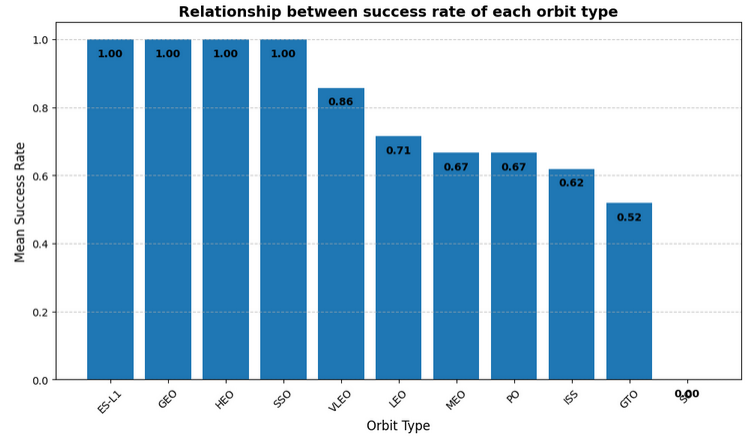 Relationship between success rate of each orbit type
Mean Success Rate
1.0
0.8
0.6
0.4
0.2
0.0
1.00
1.00
1.00
1.00
0.86
0.71
0.67
0.67
0.62
0.52
0.00
ES-L1
GEO
HEO
SSO
VLEO
LEO
MEO
PO
ISS
GTO
Orbit Type